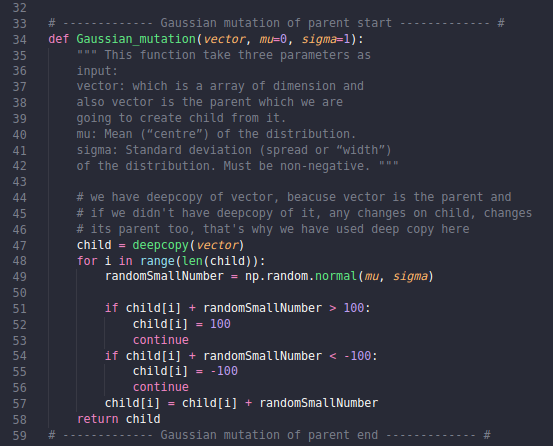 32
33 # ------------- Gaussian mutation of parent start ------------- #
34 def Gaussian_mutation(vector, mu=0, sigma=1):
35     """ This function take three parameters as
36     input:
37     vector: which is a array of dimension and
38     also vector is the parent which we are
39     going to create child from it.
40     mu: Mean (“centre”) of the distribution.
41     sigma: Standard deviation (spread or “width”)
42     of the distribution. Must be non-negative. """
43
44     # we have deepcopy of vector, beacuse vector is the parent and
45     # if we didn't have deepcopy of it, any changes on child, changes
46     # its parent too, that's why we have used deep copy here
47     child = deepcopy(vector)
48     for i in range(len(child)):
49         randomSmallNumber = np.random.normal(mu, sigma)
50
51         if child[i] + randomSmallNumber > 100:
52             child[i] = 100
53             continue
54         if child[i] + randomSmallNumber < -100:
55             child[i] = -100
56             continue
57         child[i] = child[i] + randomSmallNumber
58     return child
59 # ------------- Gaussian mutation of parent end ------------- #